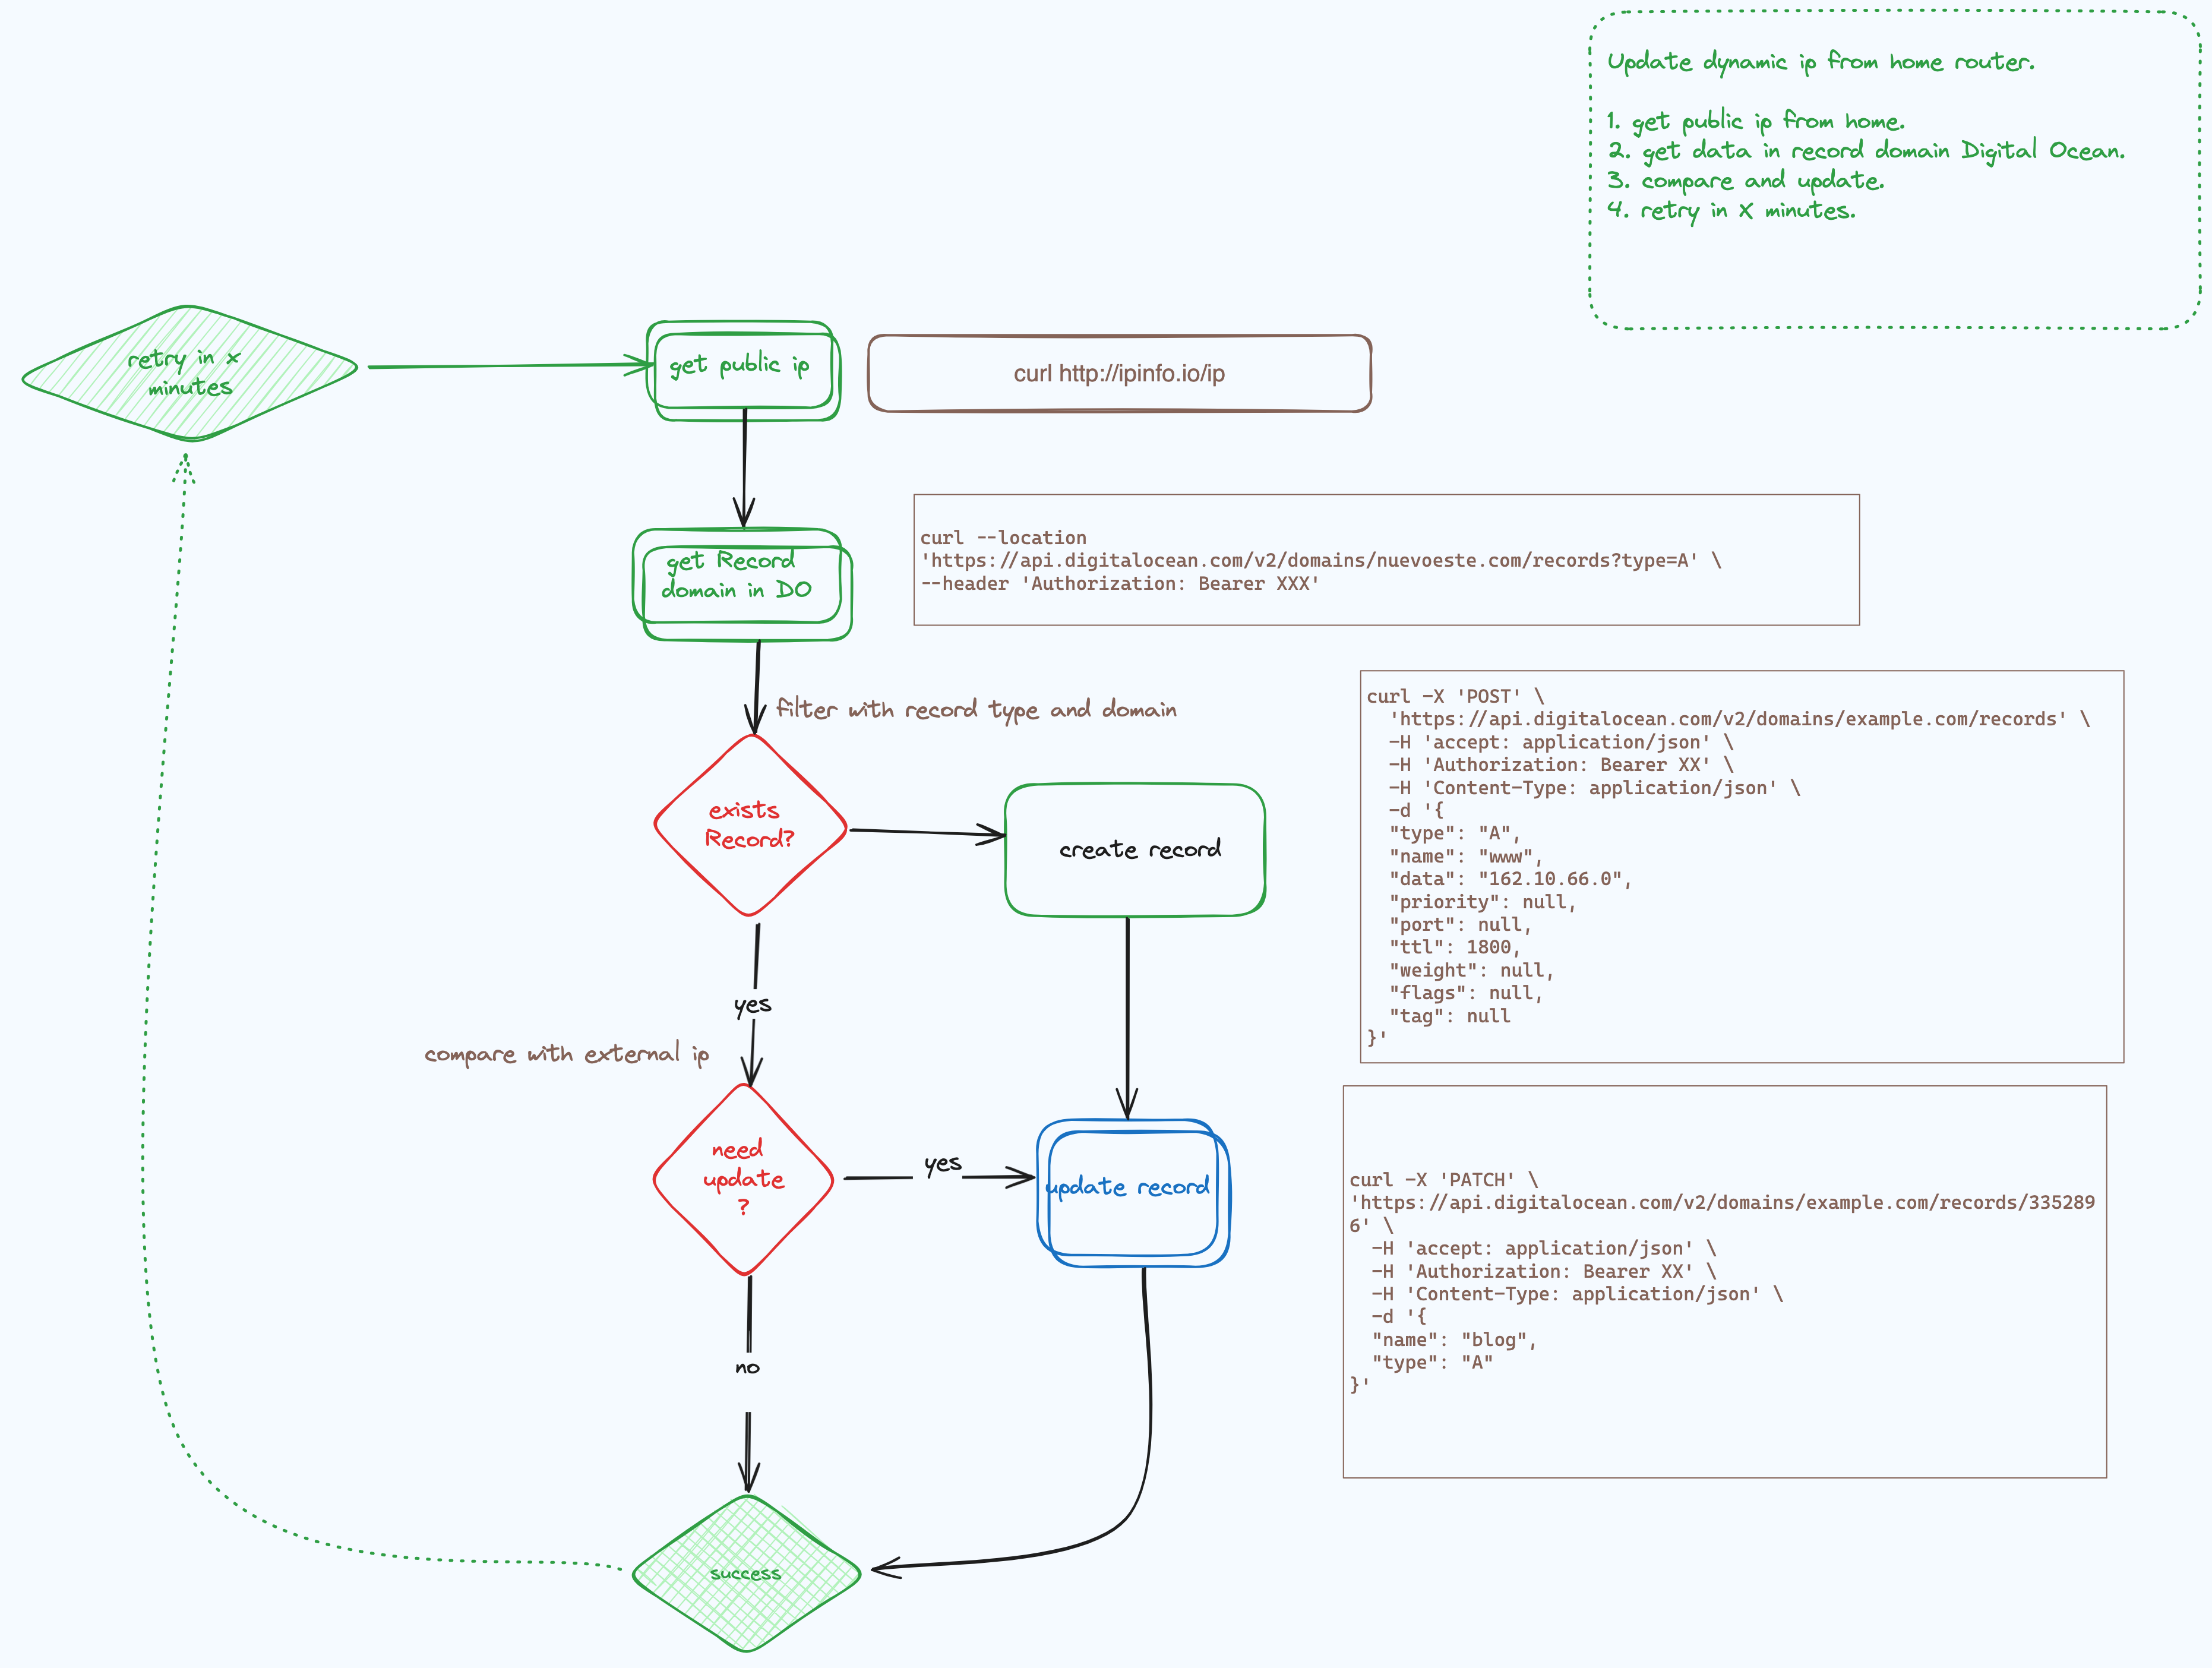 Update dynamic ip from home router.
1. get public ip from home.
2. get data in record domain Digital Ocean.
3. compare and update.
4. retry in X minutes.
retry in x
minutes
get public ip
curl http://ipinfo.io/ip
get Record
domain in DO
curl --location
'https://api.digitalocean.com/v2/domains/nuevoeste.com/records?type=A' \
--header 'Authorization: Bearer XXX'
filter with record type and domain
exists
Record?
create record
curl -X 'POST' \
'https://api.digitalocean.com/v2/domains/example.com/records' \
-H 'accept: application/json' \
-H 'Authorization: Bearer XX' \
-H 'Content-Type: application/json' \
-d '{
"type": "A",
"name": "www",
"data": "162.10.66.0",
"priority": null,
"port": null,
"ttl": 1800,
"weight": null,
"flags": null,
"tag": null
}'
yes
compare with external ip
need
update
?
yes
update record
curl -X 'PATCH' \
'https://api.digitalocean.com/v2/domains/example.com/records/335289
6' \
-H 'accept: application/json' \
-H 'Authorization: Bearer XX' \
-H 'Content-Type: application/json' \
-d '{
"name": "blog",
"type": "A"
}'
no
success